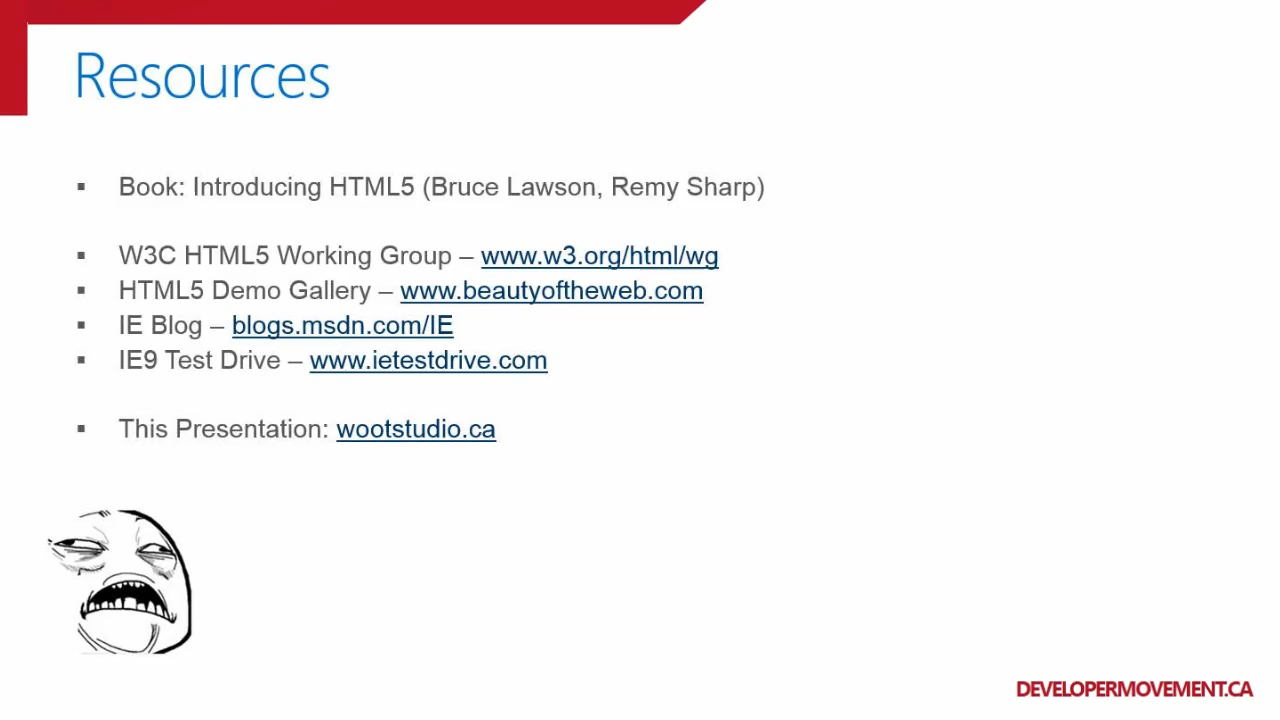 Resources
▪ Book: Introducing HTML5 (Bruce Lawson, Remy Sharp)
▪ W3C HTML5 Working Group – www.w3.org/html/wg
▪ HTML5 Demo Gallery – www.beautyoftheweb.com
▪ IE Blog – blogs.msdn.com/IE
▪ IE9 Test Drive – www.ietestdrive.com
▪ This Presentation: wootstudio.ca
DEVELOPERMOVEMENT.CA